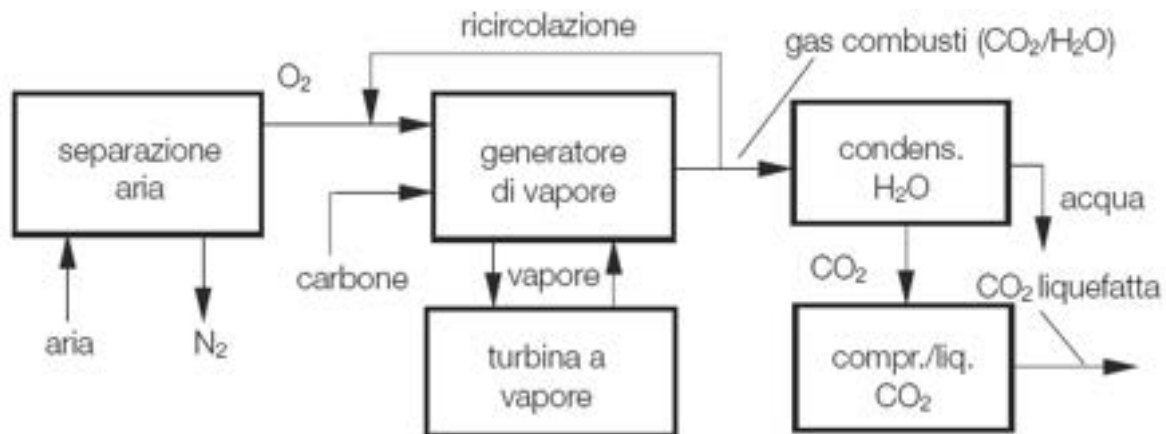 ricircolazione
gas combusti (CO₂/H₂O)
O₂
separazione
aria
generatore
di vapore
condens.
H₂O
acqua
carbone
vapore
CO₂
CO₂ liquefatta
aria
N₂
turbina a
vapore
compr./liq.
CO₂